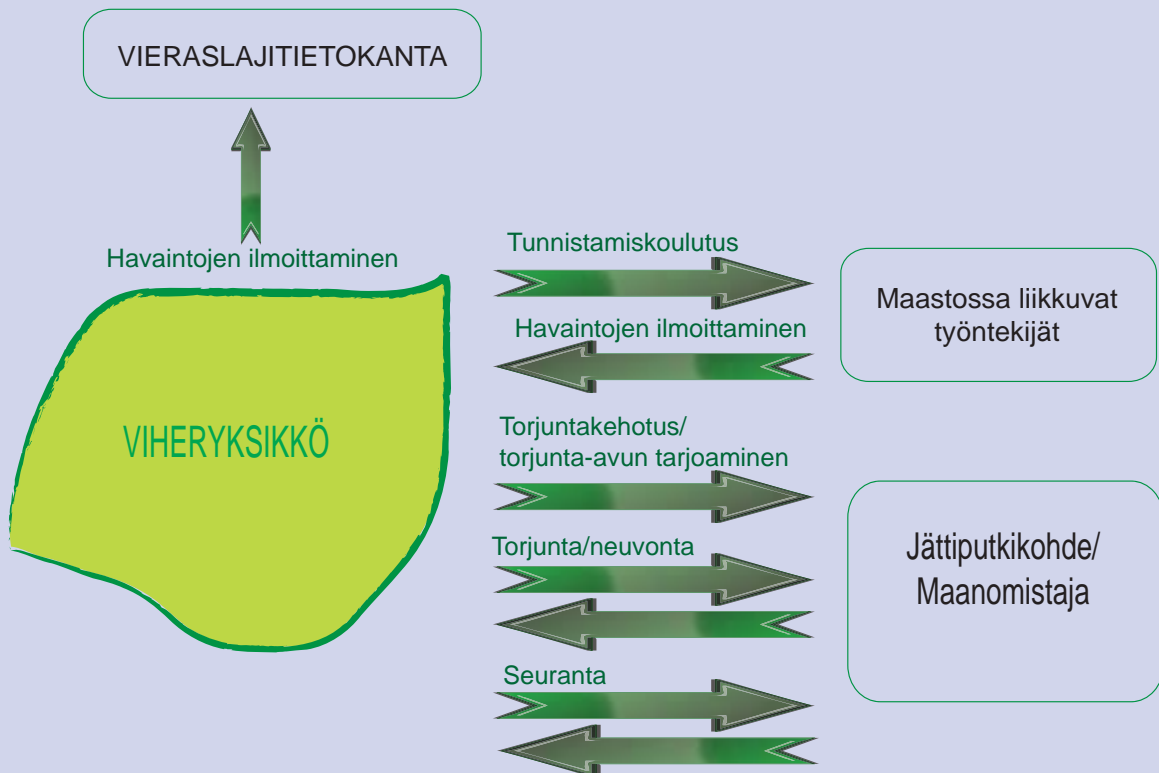 VIERASLAJITIETOKANTA
Havaintojen ilmoittaminen
VIHERYKSIKKÖ
Tunnistamiskoulutus
Havaintojen ilmoittaminen
Maastossa liikkuvat
työntekijät
Torjuntakehotus/
torjunta-avun tarjoaminen
Torjunta/neuvonta
Seuranta
Jättiputkikohde/
Maanomistaja